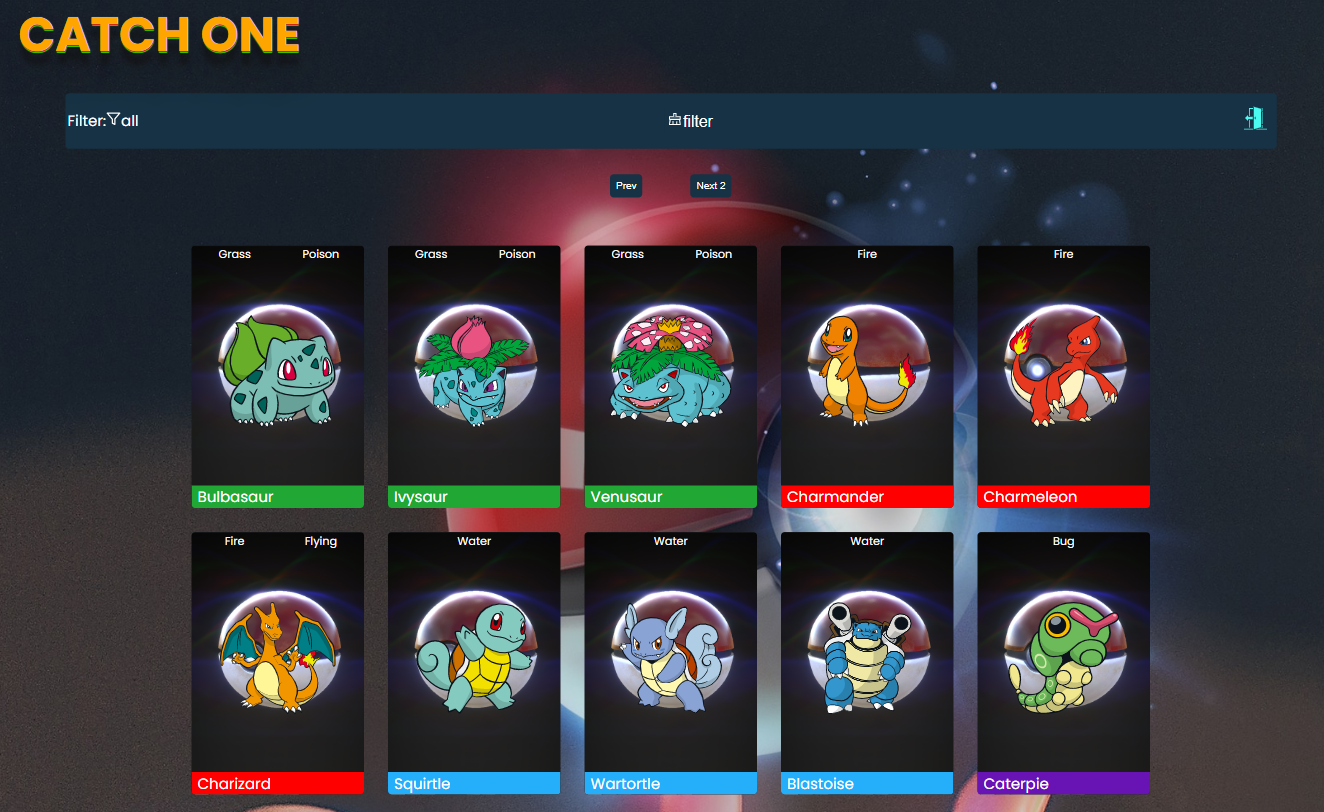 CATCH ONE
Filter: all filter
Prev Next 2
Grass Poison Grass Poison Grass Poison Fire Fire
Bulbasaur Ivysaur Venusaur Charmander Charmeleon
Fire Flying Water Water Water Bug
Charizard Squirtle Wartortle Blastoise Caterpie